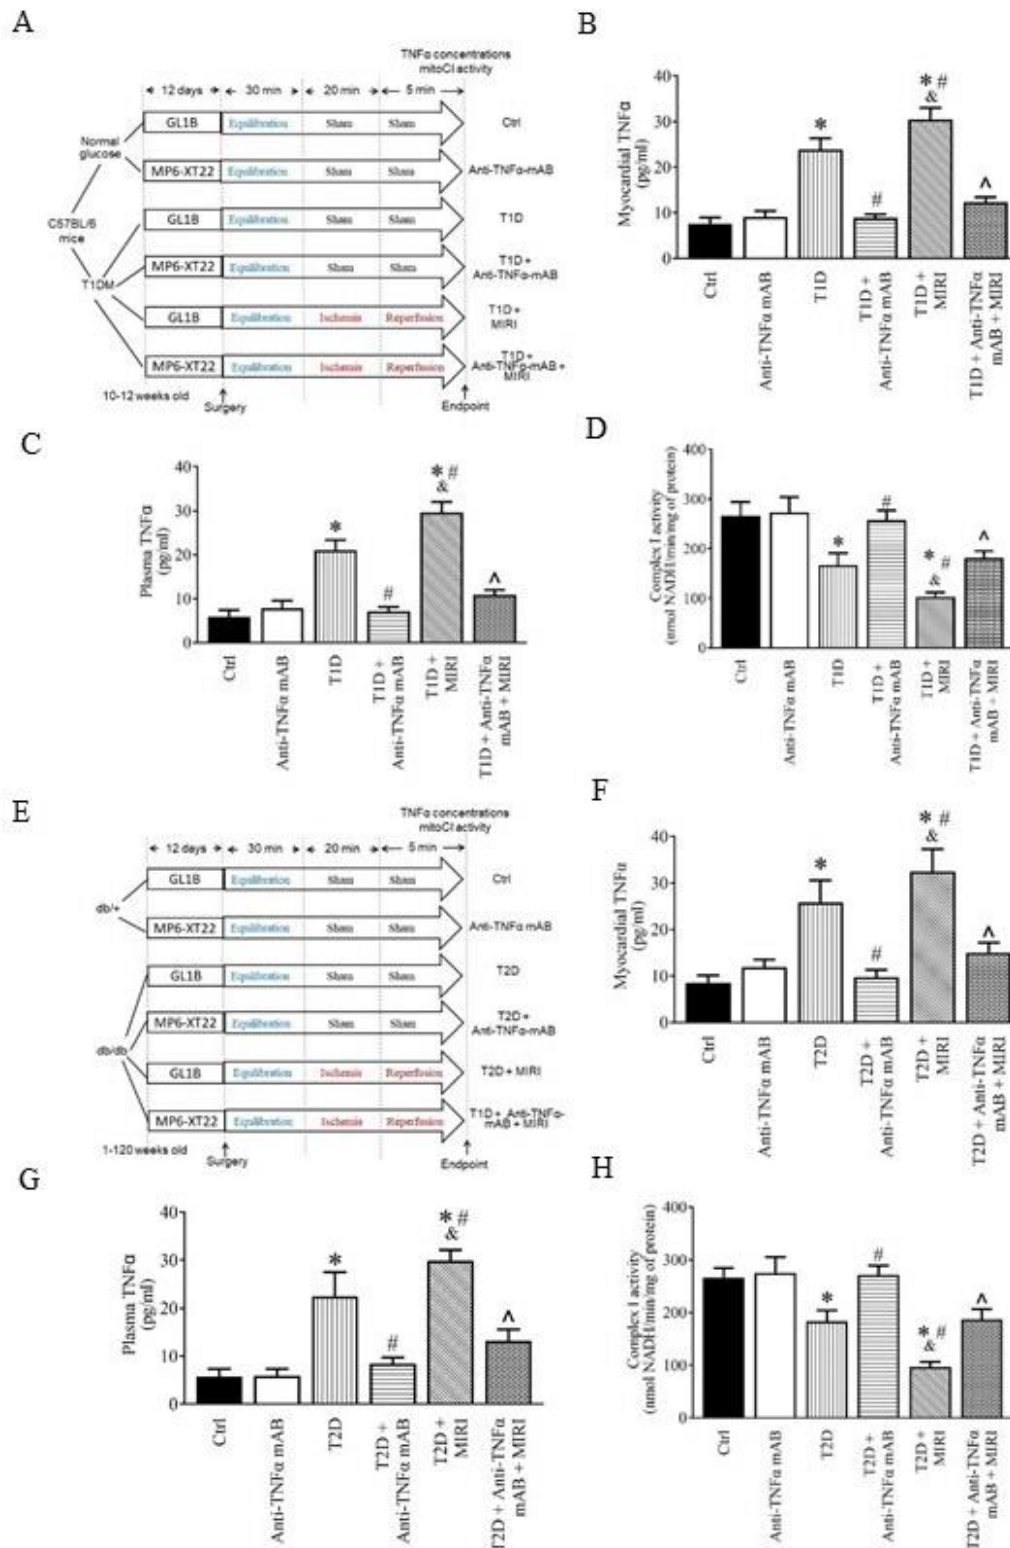 A
TNFα concentrations
mitoCI activity
12 days
30 min
20 min
5 min
GL1B
Equilibration
Sham
Sham
Ctrl
Normal
glucose
MP6-XT22
Equilibration
Sham
Sham
Anti-TNFα-mAB
C57BL/6
mice
GL1B
Equilibration
Sham
Sham
T1D
T1DM
MP6-XT22
Equilibration
Sham
Sham
T1D +
Anti-TNFα-mAB
GL1B
Equilibration
Ischemia
Reperfusion
T1D +
MIRI
MP6-XT22
Equilibration
Ischemia
Reperfusion
T1D +
Anti-TNFα-mAB +
MIRI
10-12 weeks old
Surgery
Endpoint
B
Myocardial TNFα
(pg/ml)
40
30
20
10
0
*
#
* #
&
^
Ctrl
Anti-TNFα mAB
T1D
T1D +
Anti-TNFα mAB
T1D +
MIRI
T1D + Anti-TNFα
mAB + MIRI
C
Plasma TNFα
(pg/ml)
40
30
20
10
0
*
#
* #
&
^
Ctrl
Anti-TNFα mAB
T1D
T1D +
Anti-TNFα mAB
T1D +
MIRI
T1D + Anti-TNFα
mAB + MIRI
D
Complex I activity
(nmol NADH/min/mg of protein)
400
300
200
100
0
*
#
* #
&
^
Ctrl
Anti-TNFα mAB
T1D
T1D +
Anti-TNFα mAB
T1D +
MIRI
T1D + Anti-TNFα
mAB + MIRI
E
TNFα concentrations
mitoCI activity
12 days
30 min
20 min
5 min
GL1B
Equilibration
Sham
Sham
Ctrl
db/+
MP6-XT22
Equilibration
Sham
Sham
Anti-TNFα mAB
GL1B
Equilibration
Sham
Sham
T2D
MP6-XT22
Equilibration
Sham
Sham
T2D +
Anti-TNFα-mAB
db/db
GL1B
Equilibration
Ischemia
Reperfusion
T2D + MIRI
MP6-XT22
Equilibration
Ischemia
Reperfusion
T1D + Anti-TNFα-
mAB + MIRI
1-120 weeks old
Surgery
Endpoint
F
Myocardial TNFα
(pg/ml)
40
30
20
10
0
*
#
* #
&
^
Ctrl
Anti-TNFα mAB
T2D
T2D +
Anti-TNFα mAB
T2D +
MIRI
T2D + Anti-TNFα
mAB + MIRI
G
Plasma TNFα
(pg/ml)
40
30
20
10
0
*
#
* #
&
^
Ctrl
Anti-TNFα mAB
T2D
T2D +
Anti-TNFα mAB
T2D +
MIRI
T2D + Anti-TNFα
mAB + MIRI
H
Complex I activity
(nmol NADH/min/mg of protein)
400
300
200
100
0
*
#
* #
&
^
Ctrl
Anti-TNFα mAB
T2D
T2D +
Anti-TNFα mAB
T2D +
MIRI
T2D + Anti-TNFα
mAB + MIRI